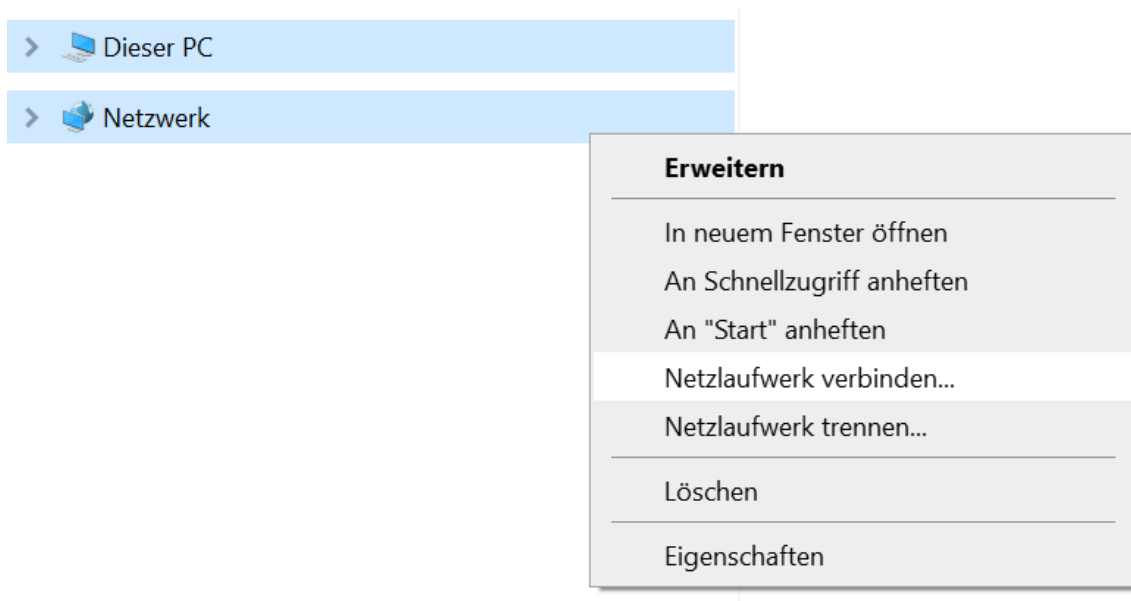 Dieser PC
Netzwerk
Erweitern
In neuem Fenster öffnen
An Schnellzugriff anheften
An "Start" anheften
Netzlaufwerk verbinden...
Netzlaufwerk trennen...
Löschen
Eigenschaften